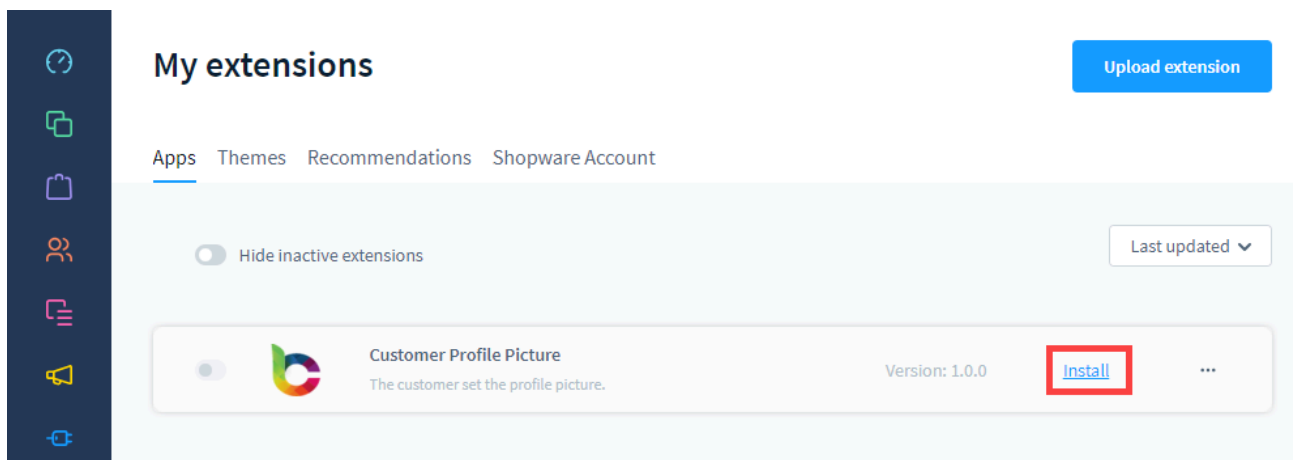 My extensions
Upload extension
Apps Themes Recommendations Shopware Account
Hide inactive extensions
Last updated
Customer Profile Picture
The customer set the profile picture.
Version: 1.0.0
Install